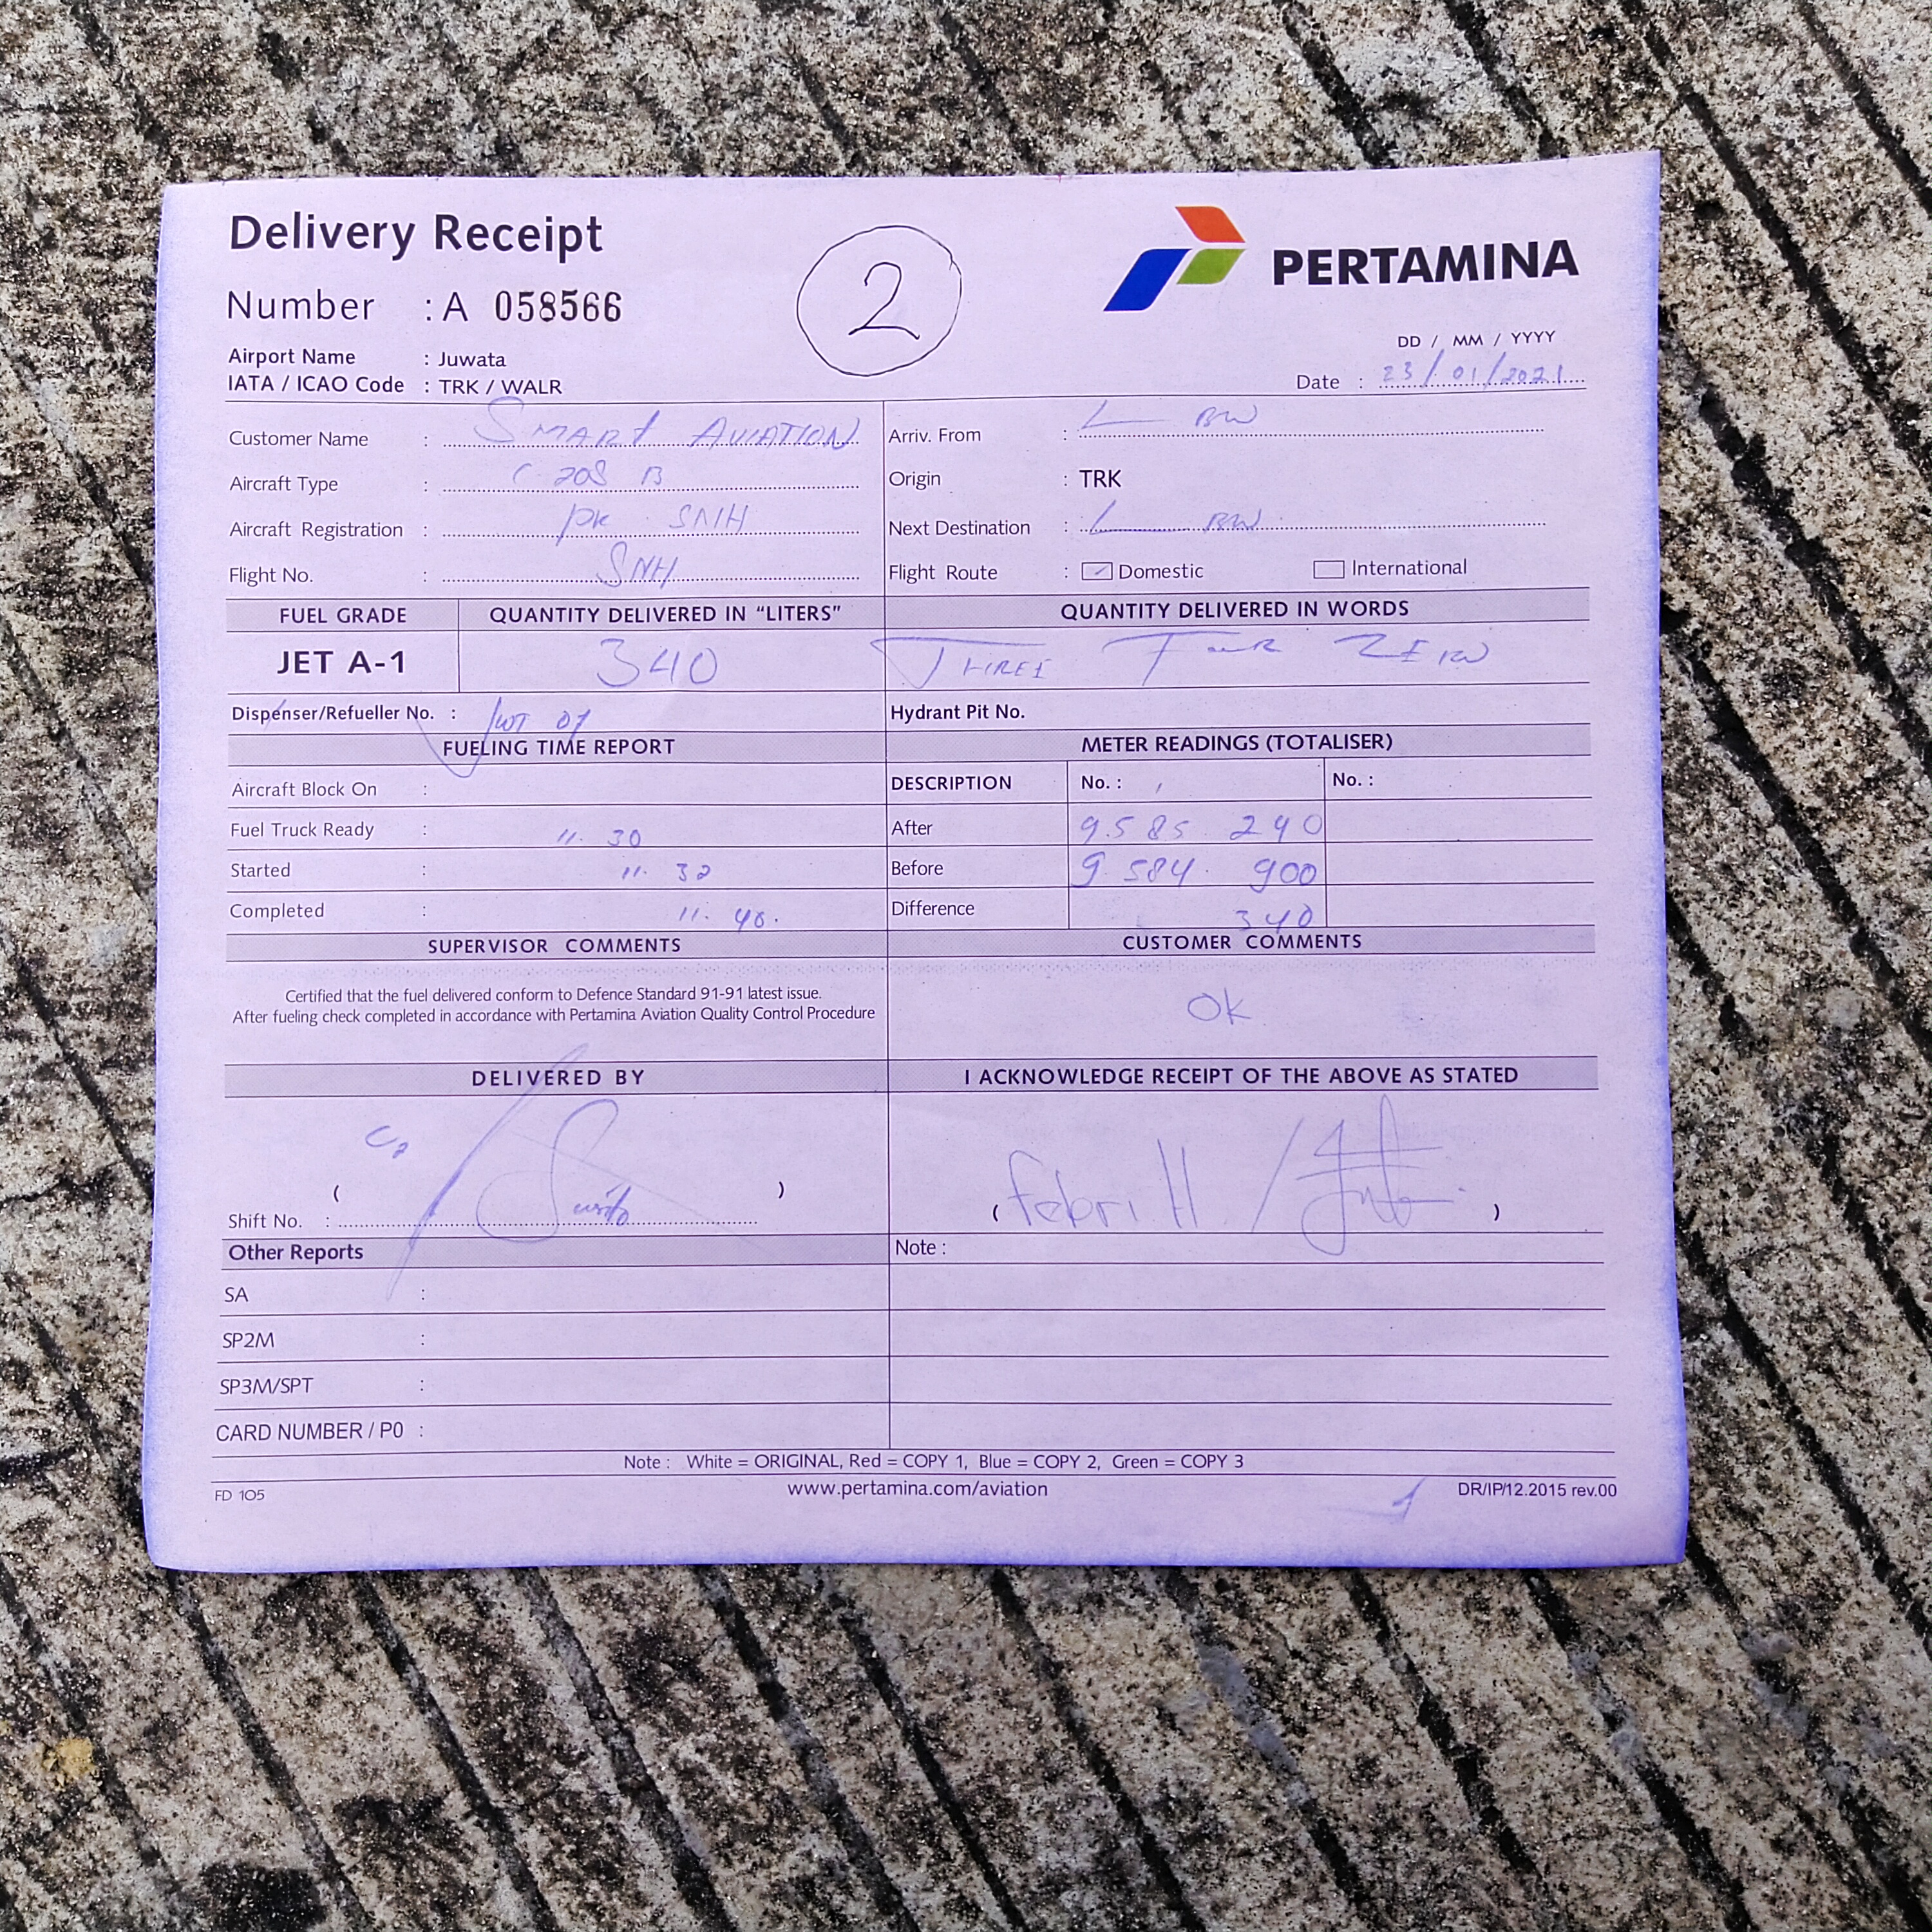 Delivery Receipt
PERTAMINA
2
Number : A 058566
Airport Name : Juwata
IATA / ICAO Code : TRK / WALR
DD / MM / YYYY
Date : 23/01/2021
Customer Name : SMART AVIATION
Arriv. From : LBW
Aircraft Type : C 208 B
Origin : TRK
Aircraft Registration : PK SNH
Next Destination : LBW
Flight No. : SNH
Flight Route : Domestic International
FUEL GRADE QUANTITY DELIVERED IN “LITERS” QUANTITY DELIVERED IN WORDS
JET A-1 340 THREE FOUR ZERO
Dispenser/Refueller No. :
Hydrant Pit No.
FUELING TIME REPORT METER READINGS (TOTALISER)
Aircraft Block On :
DESCRIPTION No. : No. :
Fuel Truck Ready : 11. 30
After 9.585.240
Started : 11. 32
Before 9.584.900
Completed : 11. 40.
Difference 340
SUPERVISOR COMMENTS CUSTOMER COMMENTS
Certified that the fuel delivered conform to Defence Standard 91-91 latest issue.
After fueling check completed in accordance with Pertamina Aviation Quality Control Procedure
OK
DELIVERED BY I ACKNOWLEDGE RECEIPT OF THE ABOVE AS STATED
( )
( Febri H / )
Shift No. :
Other Reports Note :
SA :
SP2M :
SP3M/SPT :
CARD NUMBER / P0 :
Note : White = ORIGINAL, Red = COPY 1, Blue = COPY 2, Green = COPY 3
FD 105 www.pertamina.com/aviation DR/IP/12.2015 rev.00